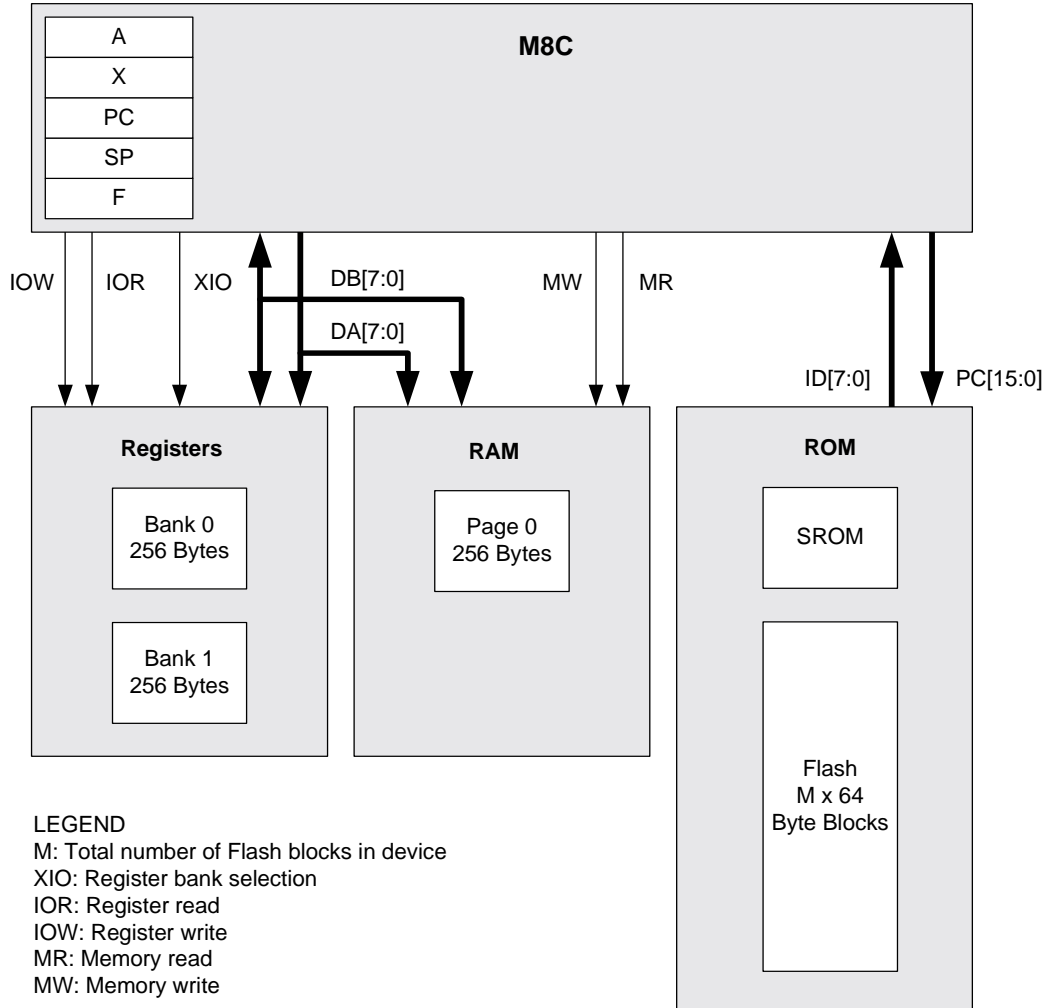 M8C
A
X
PC
SP
F
IOW
IOR
XIO
DB[7:0]
DA[7:0]
MW
MR
ID[7:0]
PC[15:0]
Registers
Bank 0
256 Bytes
Bank 1
256 Bytes
RAM
Page 0
256 Bytes
ROM
SROM
Flash
M x 64
Byte Blocks
LEGEND
M: Total number of Flash blocks in device
XIO: Register bank selection
IOR: Register read
IOW: Register write
MR: Memory read
MW: Memory write